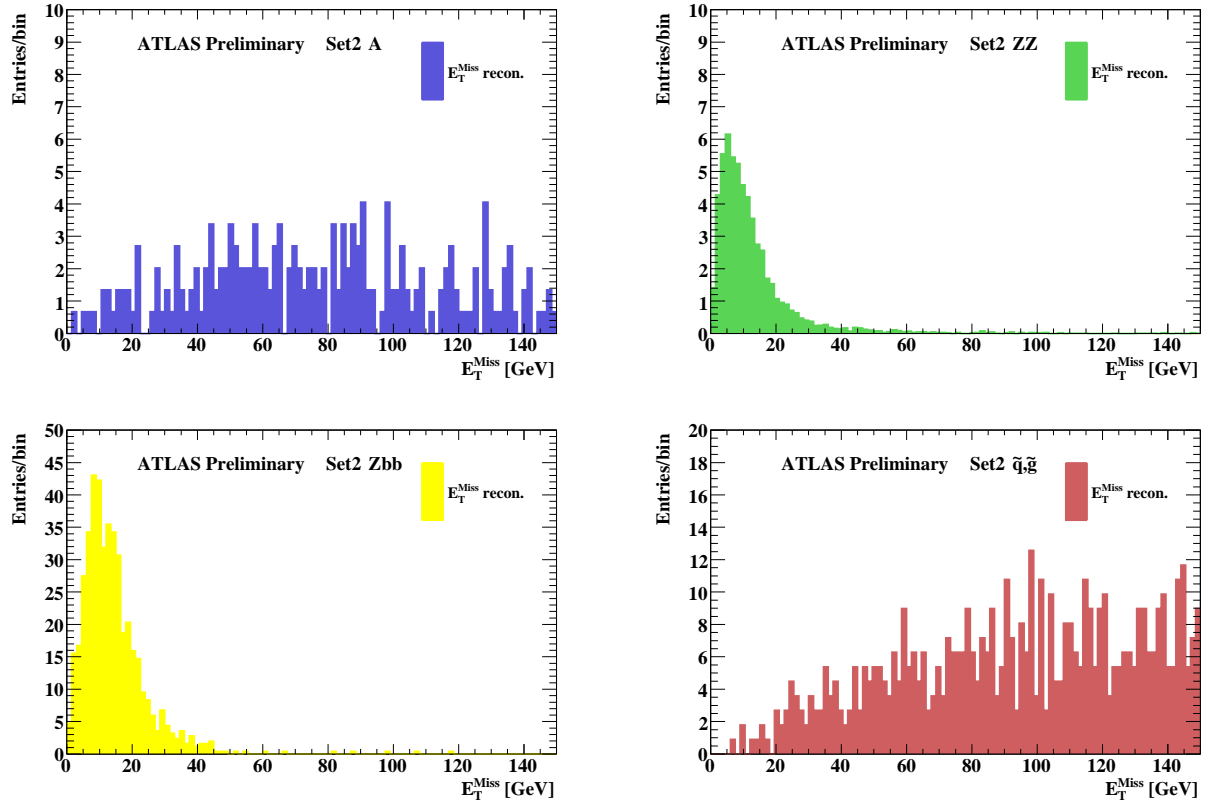 Entries/bin
10
9
8
7
6
5
4
3
2
1
0
ATLAS Preliminary Set2 A
E_T^Miss recon.
0 20 40 60 80 100 120 140
E_T^Miss [GeV]
Entries/bin
10
9
8
7
6
5
4
3
2
1
0
ATLAS Preliminary Set2 ZZ
E_T^Miss recon.
0 20 40 60 80 100 120 140
E_T^Miss [GeV]
Entries/bin
50
45
40
35
30
25
20
15
10
5
0
ATLAS Preliminary Set2 Zbb
E_T^Miss recon.
0 20 40 60 80 100 120 140
E_T^Miss [GeV]
Entries/bin
20
18
16
14
12
10
8
6
4
2
0
ATLAS Preliminary Set2 q̃,g̃
E_T^Miss recon.
0 20 40 60 80 100 120 140
E_T^Miss [GeV]